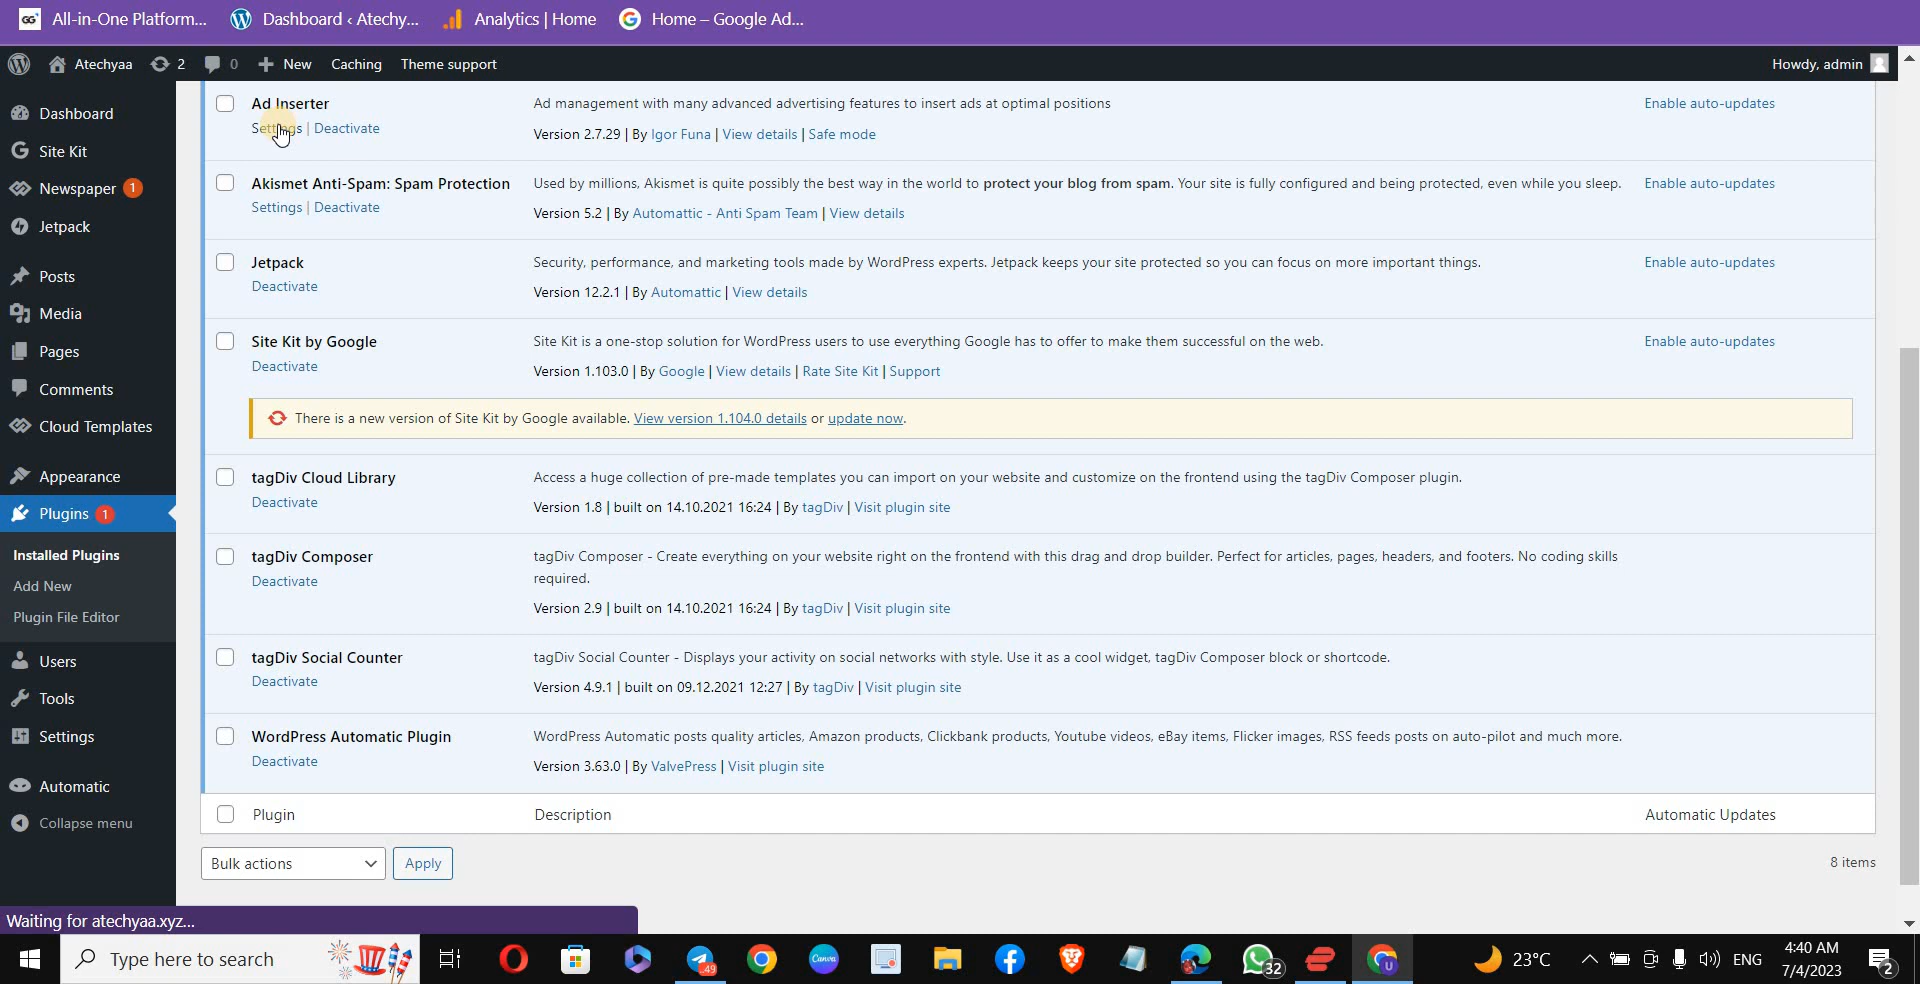 All-in-One Platform... Dashboard ‹ Atechy... Analytics | Home Home – Google Ad...
Atechyaa 2 0 New Caching Theme support Howdy, admin
Dashboard
Site Kit
Newspaper 1
Jetpack
Posts
Media
Pages
Comments
Cloud Templates
Appearance
Plugins 1
Installed Plugins
Add New
Plugin File Editor
Users
Tools
Settings
Automatic
Collapse menu
Ad Inserter Ad management with many advanced advertising features to insert ads at optimal positions Enable auto-updates
Settings | Deactivate Version 2.7.29 | By Igor Funa | View details | Safe mode
Akismet Anti-Spam: Spam Protection Used by millions, Akismet is quite possibly the best way in the world to protect your blog from spam. Your site is fully configured and being protected, even while you sleep. Enable auto-updates
Settings | Deactivate Version 5.2 | By Automattic - Anti Spam Team | View details
Jetpack Security, performance, and marketing tools made by WordPress experts. Jetpack keeps your site protected so you can focus on more important things. Enable auto-updates
Deactivate Version 12.2.1 | By Automattic | View details
Site Kit by Google Site Kit is a one-stop solution for WordPress users to use everything Google has to offer to make them successful on the web. Enable auto-updates
Deactivate Version 1.103.0 | By Google | View details | Rate Site Kit | Support
There is a new version of Site Kit by Google available. View version 1.104.0 details or update now.
tagDiv Cloud Library Access a huge collection of pre-made templates you can import on your website and customize on the frontend using the tagDiv Composer plugin.
Deactivate Version 1.8 | built on 14.10.2021 16:24 | By tagDiv | Visit plugin site
tagDiv Composer tagDiv Composer - Create everything on your website right on the frontend with this drag and drop builder. Perfect for articles, pages, headers, and footers. No coding skills
Deactivate required.
Version 2.9 | built on 14.10.2021 16:24 | By tagDiv | Visit plugin site
tagDiv Social Counter tagDiv Social Counter - Displays your activity on social networks with style. Use it as a cool widget, tagDiv Composer block or shortcode.
Deactivate Version 4.9.1 | built on 09.12.2021 12:27 | By tagDiv | Visit plugin site
WordPress Automatic Plugin WordPress Automatic posts quality articles, Amazon products, Clickbank products, Youtube videos, eBay items, Flicker images, RSS feeds posts on auto-pilot and much more.
Deactivate Version 3.63.0 | By ValvePress | Visit plugin site
Plugin Description Automatic Updates
Bulk actions Apply 8 items
Waiting for atechyaa.xyz...
Type here to search 49 Canva 32 U 23°C ENG 4:40 AM
7/4/2023 2